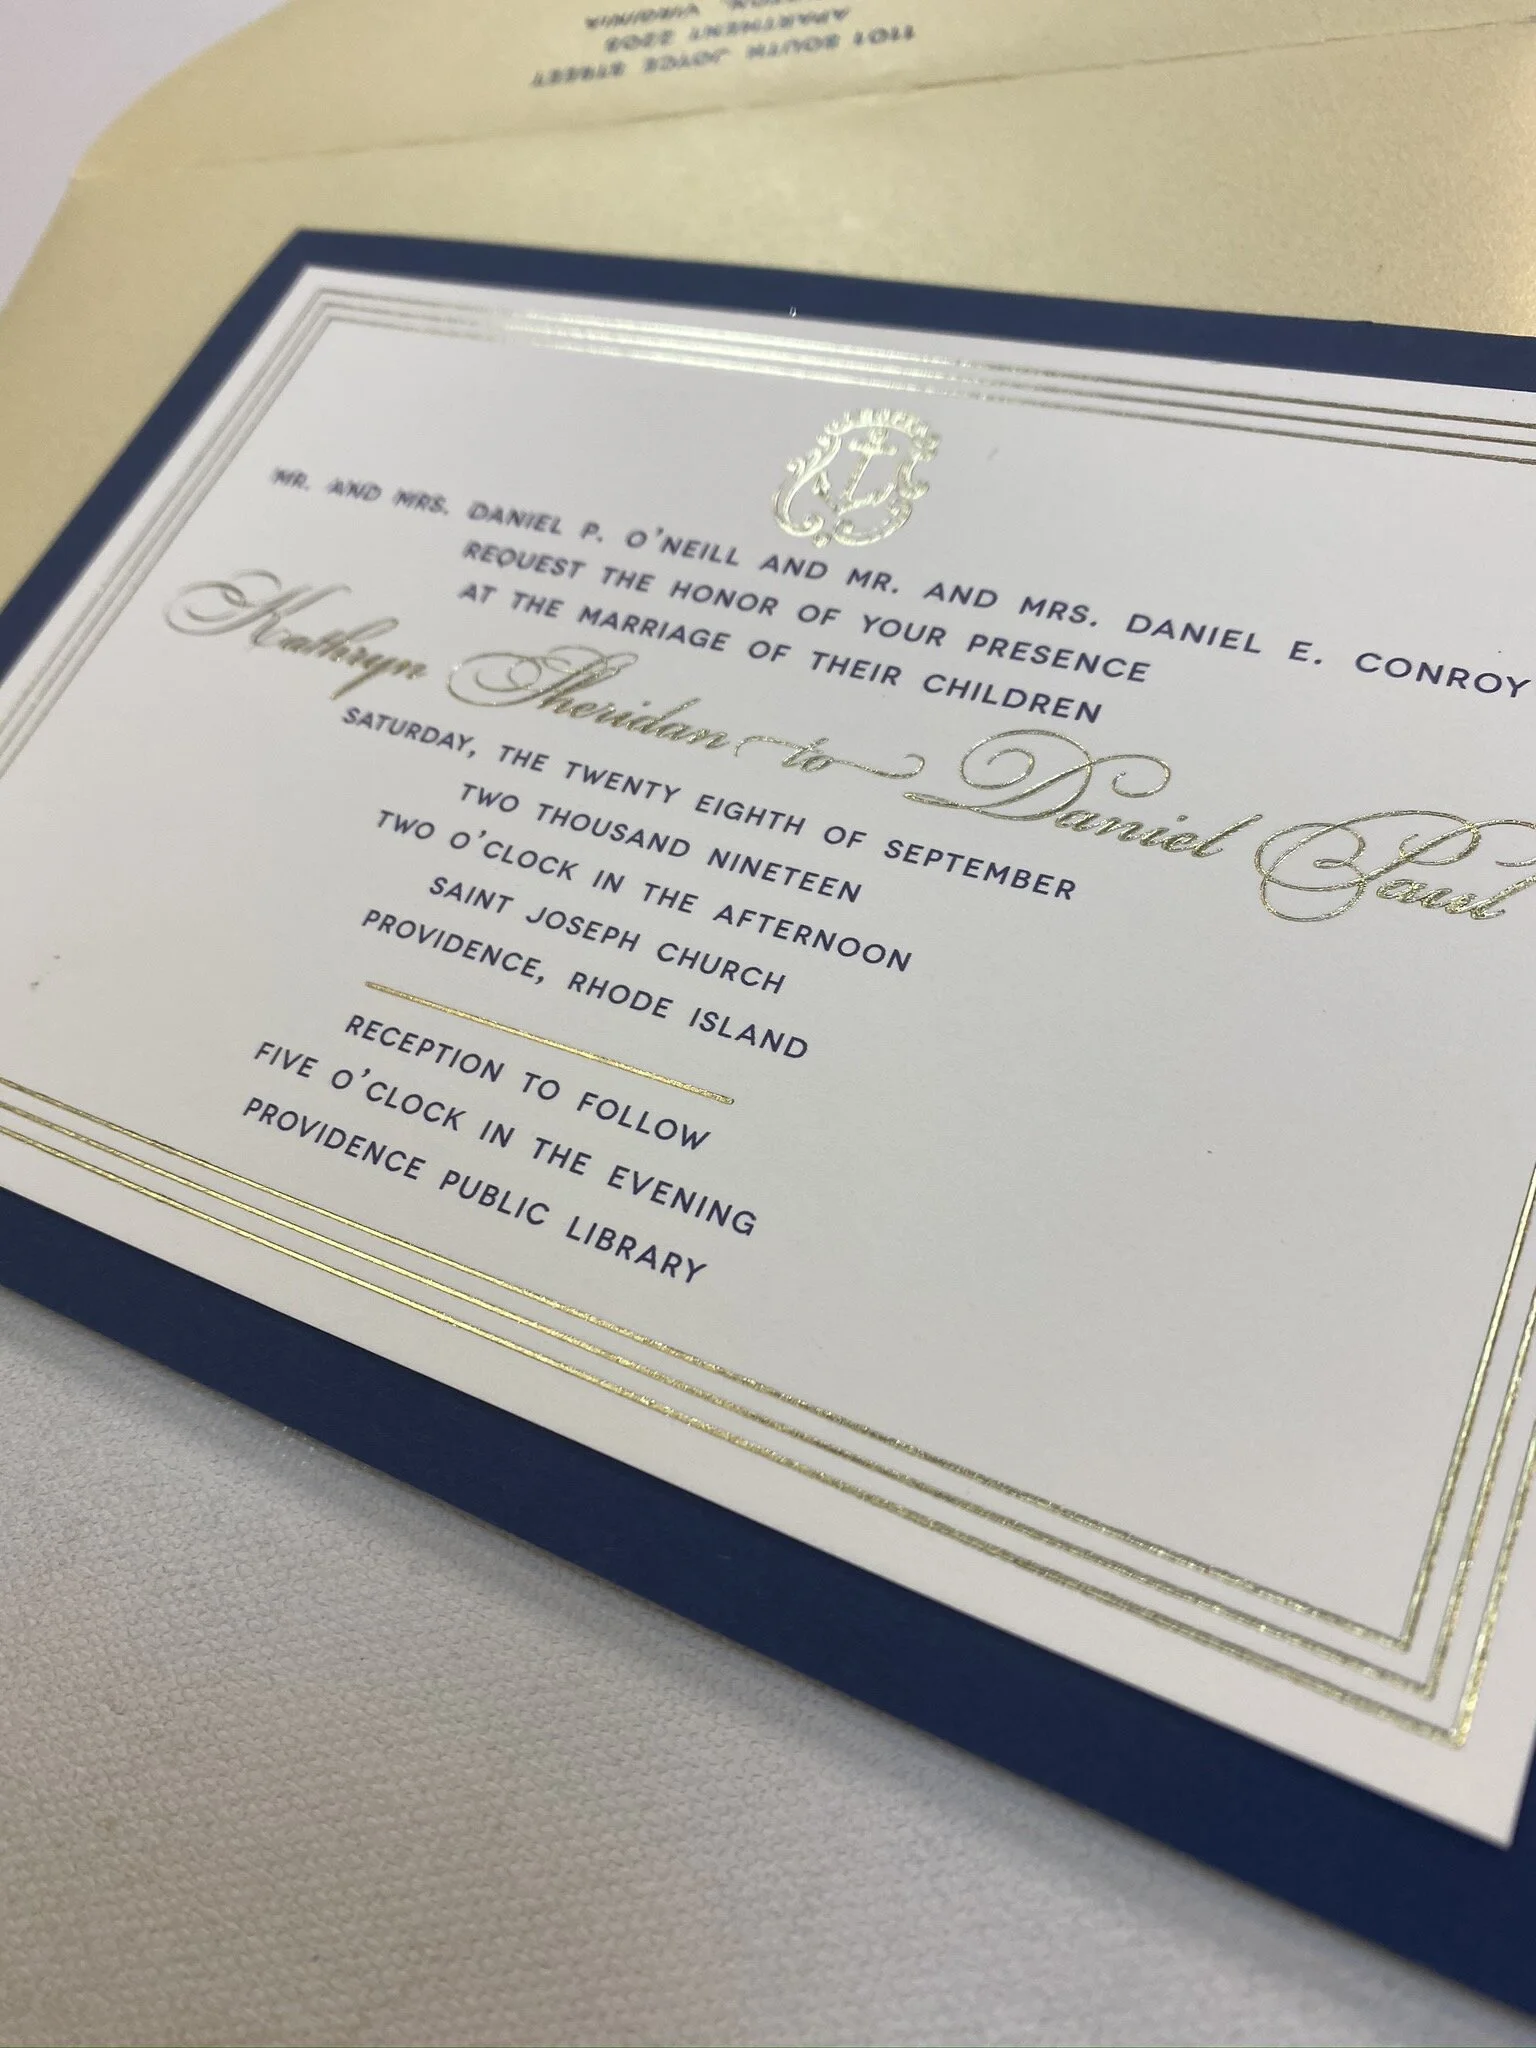 1101 SOUTH JOYCE STREET
APARTMENT 2203
VIRGINIA
MR. AND MRS. DANIEL P. O'NEILL AND MR. AND MRS. DANIEL E. CONROY
REQUEST THE HONOR OF YOUR PRESENCE
AT THE MARRIAGE OF THEIR CHILDREN
Kathryn Sheridan to Daniel Paul
SATURDAY, THE TWENTY EIGHTH OF SEPTEMBER
TWO THOUSAND NINETEEN
TWO O'CLOCK IN THE AFTERNOON
SAINT JOSEPH CHURCH
PROVIDENCE, RHODE ISLAND
RECEPTION TO FOLLOW
FIVE O'CLOCK IN THE EVENING
PROVIDENCE PUBLIC LIBRARY